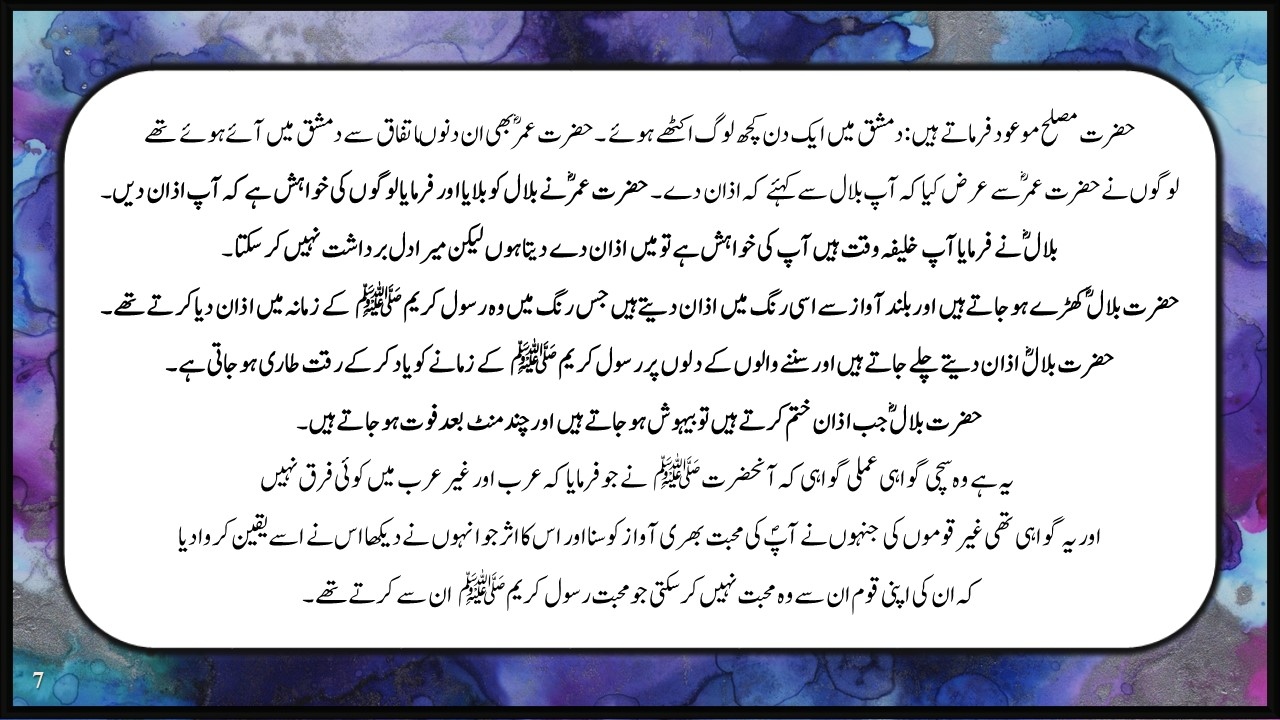 حضرت مصلح موعود فرماتے ہیں: دمشق میں ایک دن کچھ لوگ اکٹھے ہوئے۔ حضرت عمرؓ بھی ان دنوں اتفاق سے دمشق میں آئے ہوئے تھے
لوگوں نے حضرت عمرؓ سے عرض کیا کہ آپ بلال سے کہئے کہ اذان دے۔ حضرت عمرؓ نے بلال کو بلایا اور فرمایا لوگوں کی خواہش ہے کہ آپ اذان دیں۔
بلالؓ نے فرمایا آپ خلیفہ وقت ہیں آپ کی خواہش ہے تو میں اذان دے دیتا ہوں لیکن میرا دل برداشت نہیں کر سکتا۔
حضرت بلالؓ کھڑے ہو جاتے ہیں اور بلند آواز سے اسی رنگ میں اذان دیتے ہیں جس رنگ میں وہ رسول کریم ﷺ کے زمانہ میں اذان دیا کرتے تھے۔
حضرت بلالؓ اذان دیتے چلے جاتے ہیں اور سننے والوں کے دلوں پر رسول کریم ﷺ کے زمانے کو یاد کر کے رقت طاری ہو جاتی ہے۔
حضرت بلالؓ جب اذان ختم کرتے ہیں تو بیہوش ہو جاتے ہیں اور چند منٹ بعد فوت ہو جاتے ہیں۔
یہ ہے وہ سچی گواہی عملی گواہی کہ آنحضرت ﷺ نے جو فرمایا کہ عرب اور غیر عرب میں کوئی فرق نہیں
اور یہ گواہی تھی غیر قوموں کی جنہوں نے آپؐ کی محبت بھری آواز کو سنا اور اس کا اثر جو انہوں نے دیکھا اس نے اسے یقین کروا دیا
کہ ان کی اپنی قوم ان سے وہ محبت نہیں کر سکتی جو محبت رسول کریم ﷺ ان سے کرتے تھے۔
7